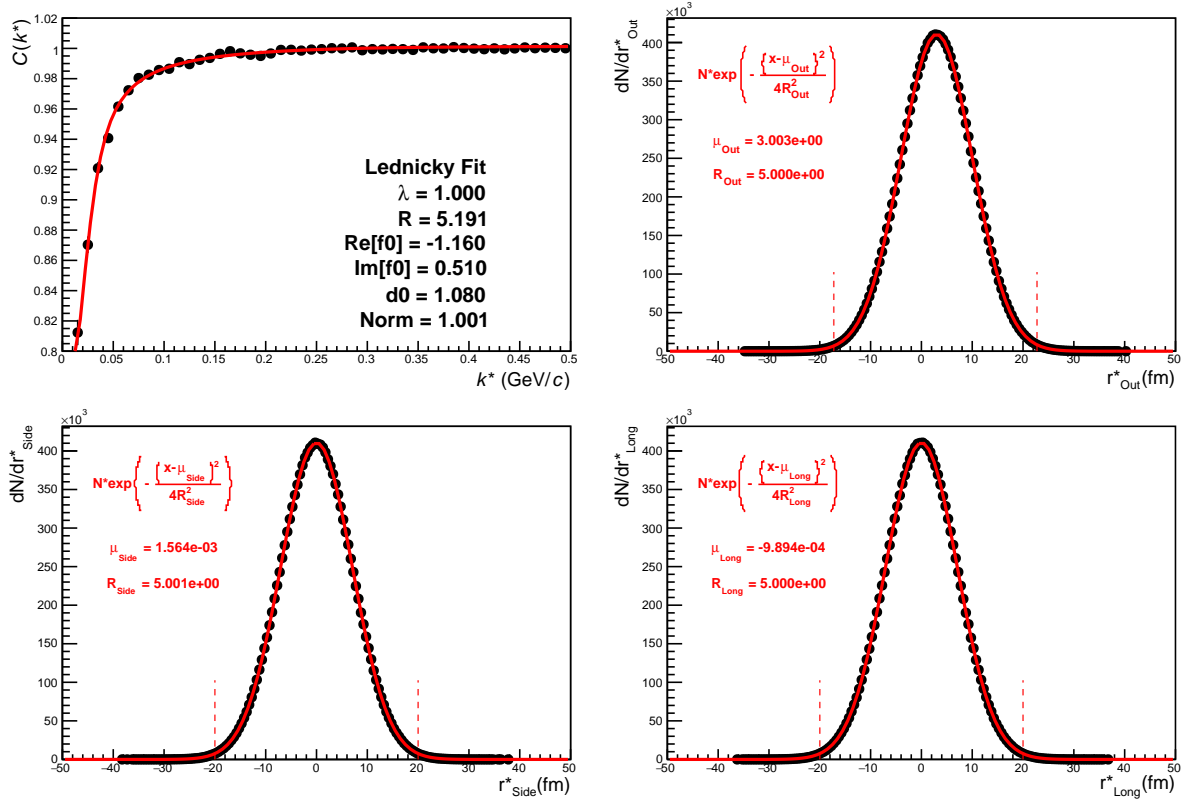 C(k*)
1.02
1
0.98
0.96
0.94
0.92
0.9
0.88
0.86
0.84
0.82
0.8
Lednicky Fit
λ = 1.000
R = 5.191
Re[f0] = -1.160
Im[f0] = 0.510
d0 = 1.080
Norm = 1.001
0 0.05 0.1 0.15 0.2 0.25 0.3 0.35 0.4 0.45 0.5
k* (GeV/c)
×10³
dN/dr*Out
400
350
300
250
200
150
100
50
0
N*exp(- {x-μOut}² / 4R²Out)
μOut = 3.003e+00
ROut = 5.000e+00
−50 −40 −30 −20 −10 0 10 20 30 40 50
r*Out(fm)
×10³
dN/dr*Side
400
350
300
250
200
150
100
50
0
N*exp{- {x-μSide}² / 4R²Side}
μSide = 1.564e-03
RSide = 5.001e+00
−50 −40 −30 −20 −10 0 10 20 30 40 50
r*Side(fm)
×10³
dN/dr*Long
400
350
300
250
200
150
100
50
0
N*exp(- {x-μLong}² / 4R²Long)
μLong = -9.894e-04
RLong = 5.000e+00
−50 −40 −30 −20 −10 0 10 20 30 40 50
r*Long(fm)